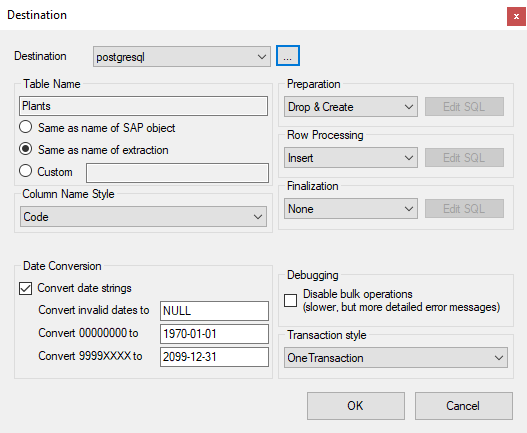 Destination
x
Destination
postgresql
...
Table Name
Plants
Same as name of SAP object
Same as name of extraction
Custom
Column Name Style
Code
Preparation
Drop & Create
Edit SQL
Row Processing
Insert
Edit SQL
Finalization
None
Edit SQL
Date Conversion
Convert date strings
Convert invalid dates to
NULL
Convert 00000000 to
1970-01-01
Convert 9999XXXX to
2099-12-31
Debugging
Disable bulk operations
(slower, but more detailed error messages)
Transaction style
OneTransaction
OK
Cancel